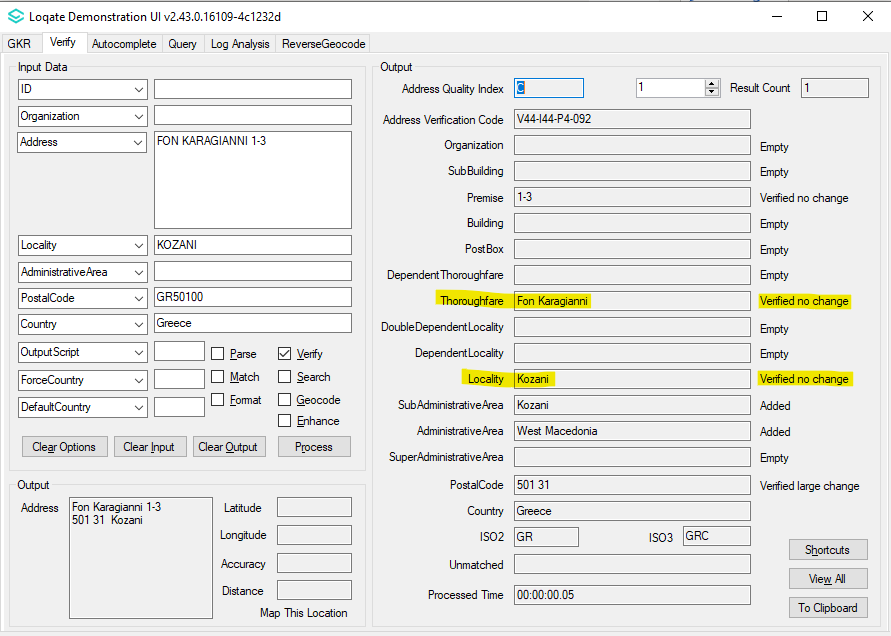 Loqate Demonstration UI v2.43.0.16109-4c1232d
GKR Verify Autocomplete Query Log Analysis ReverseGeocode
Input Data
ID
Organization
Address FON KARAGIANNI 1-3
Locality KOZANI
AdministrativeArea
PostalCode GR50100
Country Greece
OutputScript Parse Verify
ForceCountry Match Search
DefaultCountry Format Geocode
Enhance
Clear Options Clear Input Clear Output Process
Output
Address Fon Karagianni 1-3
501 31 Kozani
Latitude
Longitude
Accuracy
Distance
Map This Location
Output
Address Quality Index C 1 Result Count 1
Address Verification Code V44-I44-P4-092
Organization Empty
SubBuilding Empty
Premise 1-3 Verified no change
Building Empty
PostBox Empty
DependentThoroughfare Empty
Thoroughfare Fon Karagianni Verified no change
DoubleDependentLocality Empty
DependentLocality Empty
Locality Kozani Verified no change
SubAdministrativeArea Kozani Added
AdministrativeArea West Macedonia Added
SuperAdministrativeArea Empty
PostalCode 501 31 Verified large change
Country Greece
ISO2 GR ISO3 GRC
Unmatched
Processed Time 00:00:00.05
Shortcuts
View All
To Clipboard